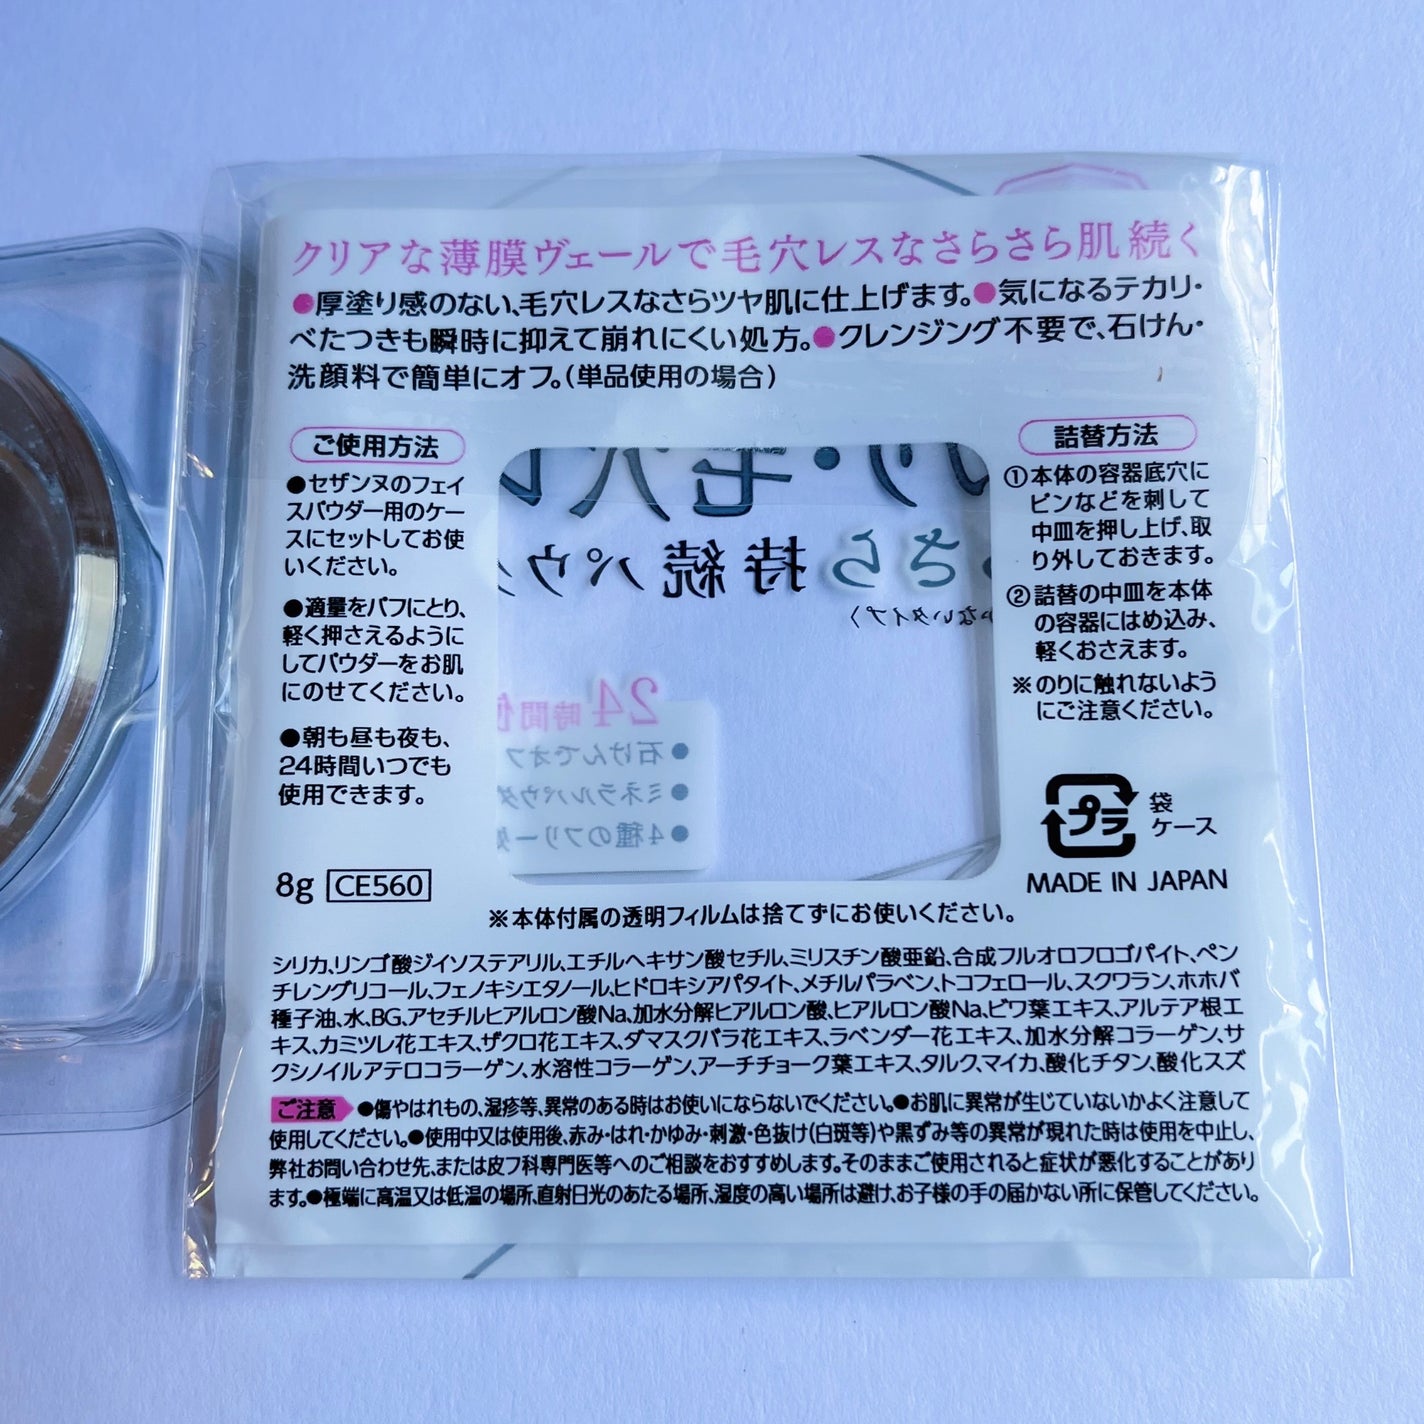 クリアな薄膜ヴェールで毛穴レスなさらさら肌続く
●厚塗り感のない、毛穴レスなさらツヤ肌に仕上げます。●気になるテカリ・
べたつきも瞬時に抑えて崩れにくい処方。●クレンジング不要で、石けん・
洗顔料で簡単にオフ。(単品使用の場合)
ご使用方法
●セザンヌのフェイ
スパウダー用のケー
スにセットしてお使
いください。
●適量をパフにとり、
軽く押さえるように
してパウダーをお肌
にのせてください。
●朝も昼も夜も、
24時間いつでも
使用できます。
8g CE560
リ・毛穴レ
さら持続パウ
かないタイプ〉
24時間
●石けんでオフ
●ミネラルパウダ
●4種のフリー処
詰替方法
①本体の容器底穴に
ピンなどを刺して
中皿を押し上げ、取
り外しておきます。
②詰替の中皿を本体
の容器にはめ込み、
軽くおさえます。
※のりに触れないよう
にご注意ください。
プラ
袋
ケース
MADE IN JAPAN
※本体付属の透明フィルムは捨てずにお使いください。
シリカ、リンゴ酸ジイソステアリル、エチルヘキサン酸セチル、ミリスチン酸亜鉛、合成フルオロフロゴパイト、ペン
チレングリコール、フェノキシエタノール、ヒドロキシアパタイト、メチルパラベン、トコフェロール、スクワラン、ホホバ
種子油、水、BG、アセチルヒアルロン酸Na、加水分解ヒアルロン酸、ヒアルロン酸Na、ビワ葉エキス、アルテア根エ
キス、カミツレ花エキス、ザクロ花エキス、ダマスクバラ花エキス、ラベンダー花エキス、加水分解コラーゲン、サ
クシノイルアテロコラーゲン、水溶性コラーゲン、アーチチョーク葉エキス、タルク、マイカ、酸化チタン、酸化スズ
ご注意 ●傷やはれもの、湿疹等、異常のある時はお使いにならないでください。●お肌に異常が生じていないかよく注意して
使用してください。●使用中又は使用後、赤み・はれ・かゆみ・刺激・色抜け(白斑等)や黒ずみ等の異常が現れた時は使用を中止し、
弊社お問い合わせ先、または皮フ科専門医等へのご相談をおすすめします。そのままご使用されると症状が悪化することがあり
ます。●極端に高温又は低温の場所、直射日光のあたる場所、湿度の高い場所は避け、お子様の手の届かない所に保管してください。